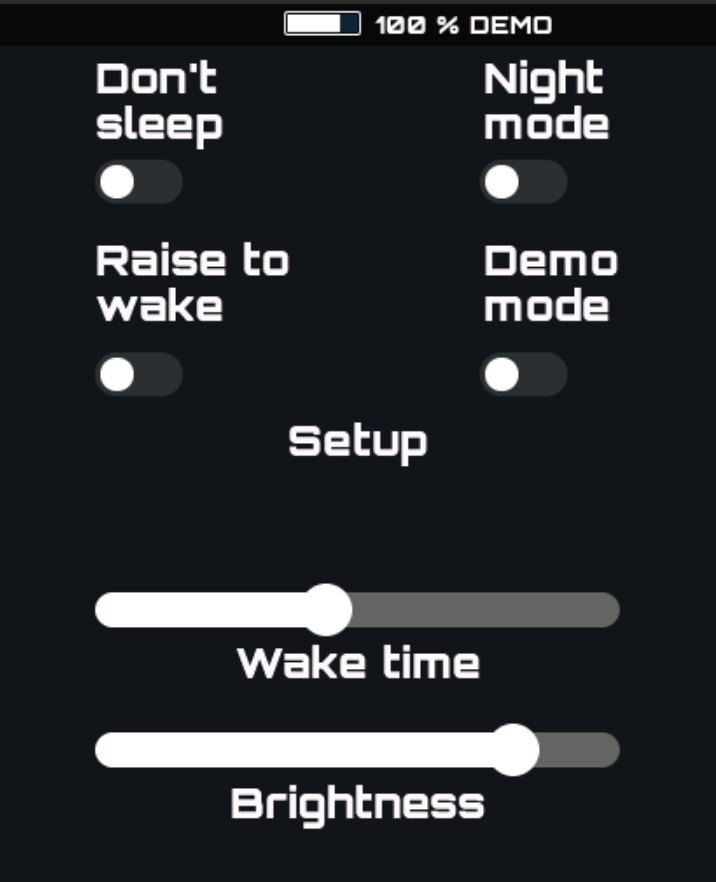 100 % DEMO
Don't
sleep
Night
mode
Raise to
wake
Demo
mode
Setup
Wake time
Brightness